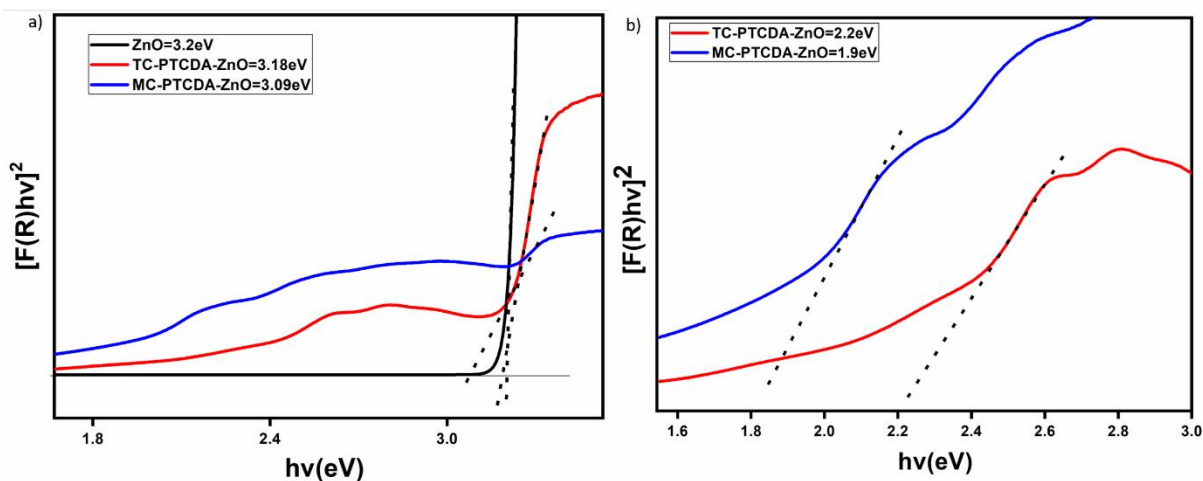 a)
ZnO=3.2eV
TC-PTCDA-ZnO=3.18eV
MC-PTCDA-ZnO=3.09eV
[F(R)hv]²
1.8 2.4 3.0
hv(eV)
b)
TC-PTCDA-ZnO=2.2eV
MC-PTCDA-ZnO=1.9eV
[F(R)hv]²
1.6 1.8 2.0 2.2 2.4 2.6 2.8 3.0
hv(eV)